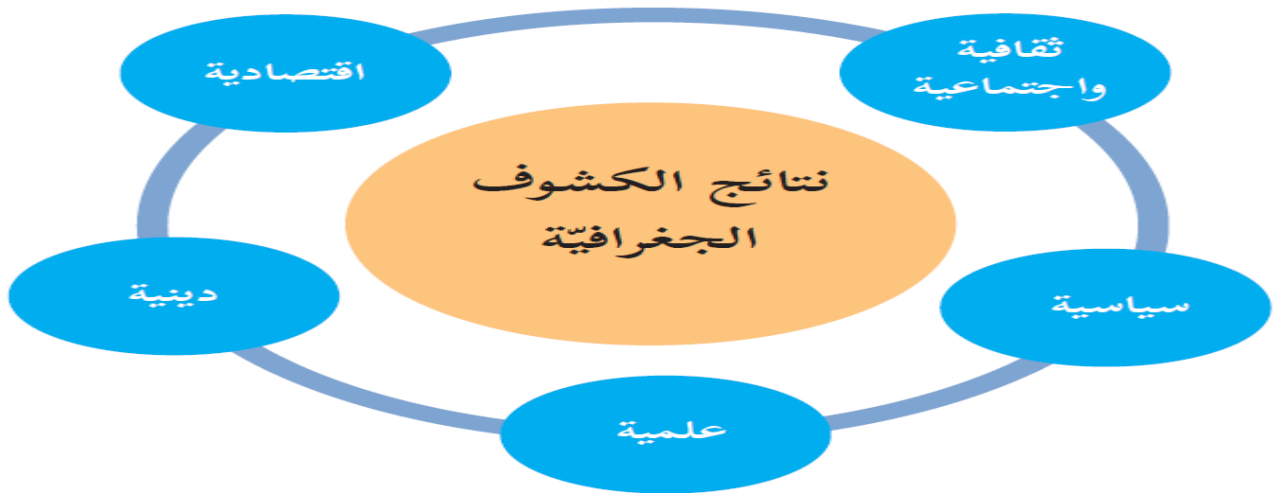 نتائج الكشوف
الجغرافيّة
ثقافية
واجتماعية
سياسية
علمية
دينية
اقتصادية